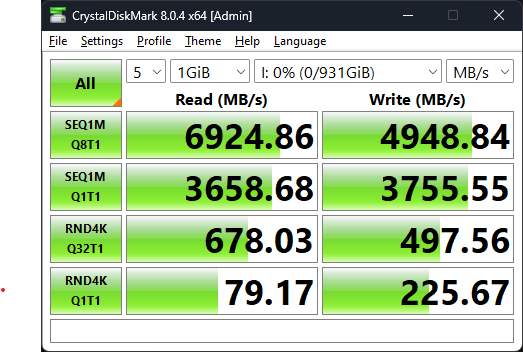 CrystalDiskMark 8.0.4 x64 [Admin]
File Settings Profile Theme Help Language
All 5 1GiB I: 0% (0/931GiB) MB/s
Read (MB/s) Write (MB/s)
SEQ1M
Q8T1 6924.86 4948.84
SEQ1M
Q1T1 3658.68 3755.55
RND4K
Q32T1 678.03 497.56
RND4K
Q1T1 79.17 225.67